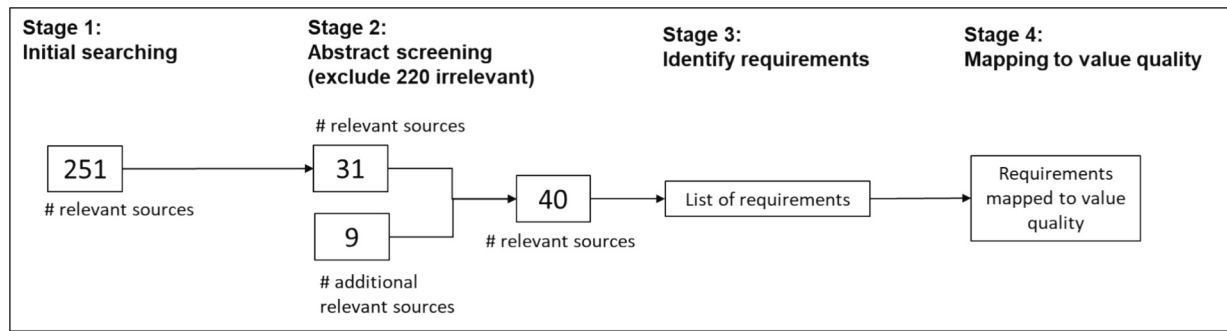 Stage 1:
Initial searching
Stage 2:
Abstract screening
(exclude 220 irrelevant)
Stage 3:
Identify requirements
Stage 4:
Mapping to value quality
251
# relevant sources
# relevant sources
31
9
# additional
relevant sources
40
# relevant sources
List of requirements
Requirements
mapped to value
quality